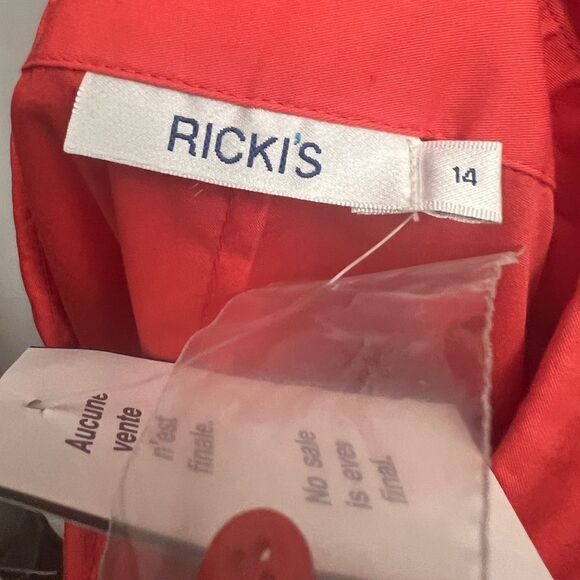 RICKI'S
14
Aucune
vente
n'est
finale.
No sale
is ever
final.